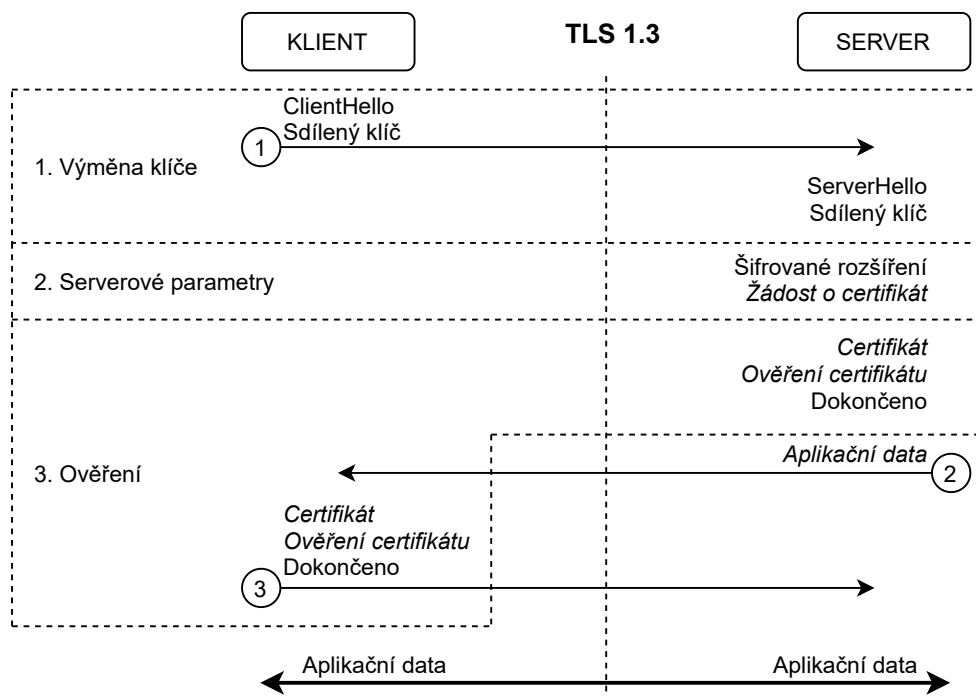 KLIENT
TLS 1.3
SERVER
ClientHello
Sdílený klíč
1
1. Výměna klíče
ServerHello
Sdílený klíč
2. Serverové parametry
Šifrované rozšíření
Žádost o certifikát
Certifikát
Ověření certifikátu
Dokončeno
Aplikační data
2
3. Ověření
Certifikát
Ověření certifikátu
Dokončeno
3
Aplikační data
Aplikační data